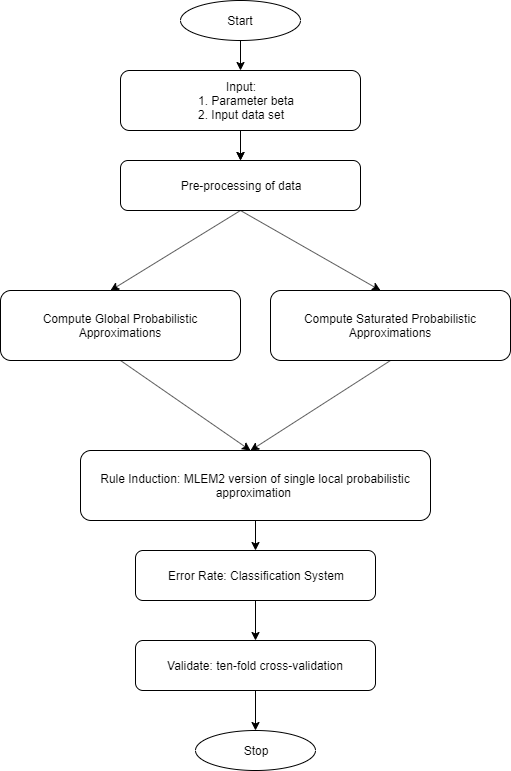 Start
Input:
1. Parameter beta
2. Input data set
Pre-processing of data
Compute Global Probabilistic
Approximations
Compute Saturated Probabilistic
Approximations
Rule Induction: MLEM2 version of single local probabilistic
approximation
Error Rate: Classification System
Validate: ten-fold cross-validation
Stop